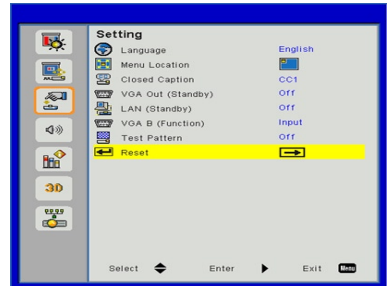 Setting
Language English
Menu Location
Closed Caption CC1
VGA Out (Standby) Off
LAN (Standby) Off
VGA B (Function) Input
Test Pattern Off
Reset
3D
Select Enter Exit Menu